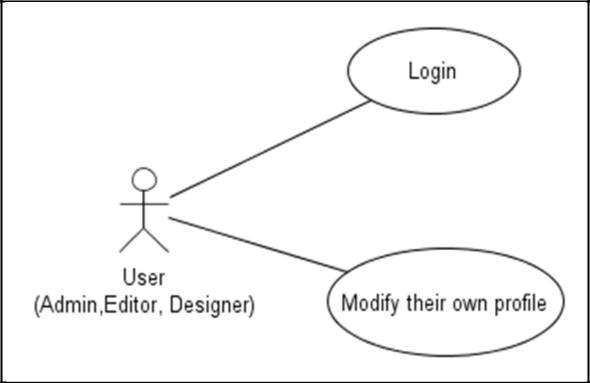 Login
User
(Admin,Editor, Designer)
Modify their own profile